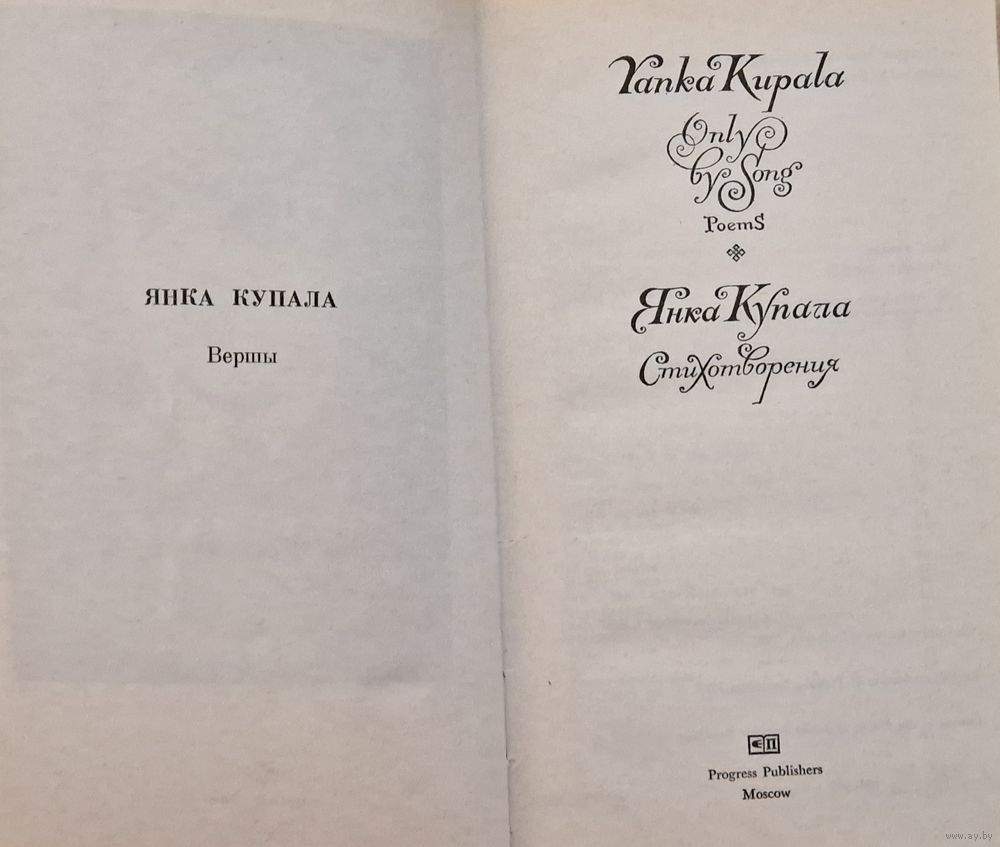 ЯНКА КУПАЛА
Вершы
Yanka Kupala
Only
by Song
Poems
Янка Купала
Стихотворения
Progress Publishers
Moscow
www.ay.by